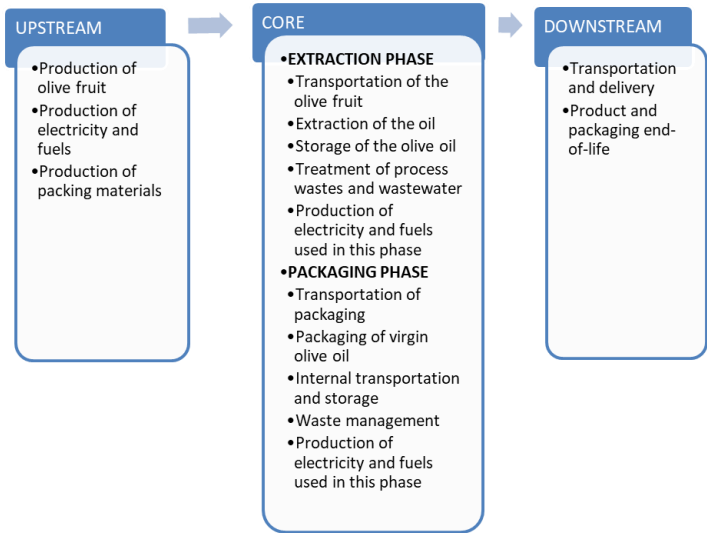 UPSTREAM
•Production of
olive fruit
•Production of
electricity and
fuels
•Production of
packing materials
CORE
•EXTRACTION PHASE
•Transportation of the
olive fruit
•Extraction of the oil
•Storage of the olive oil
•Treatment of process
wastes and wastewater
•Production of
electricity and fuels
used in this phase
•PACKAGING PHASE
•Transportation of
packaging
•Packaging of virgin
olive oil
•Internal transportation
and storage
•Waste management
•Production of
electricity and fuels
used in this phase
DOWNSTREAM
•Transportation
and delivery
•Product and
packaging end-
of-life